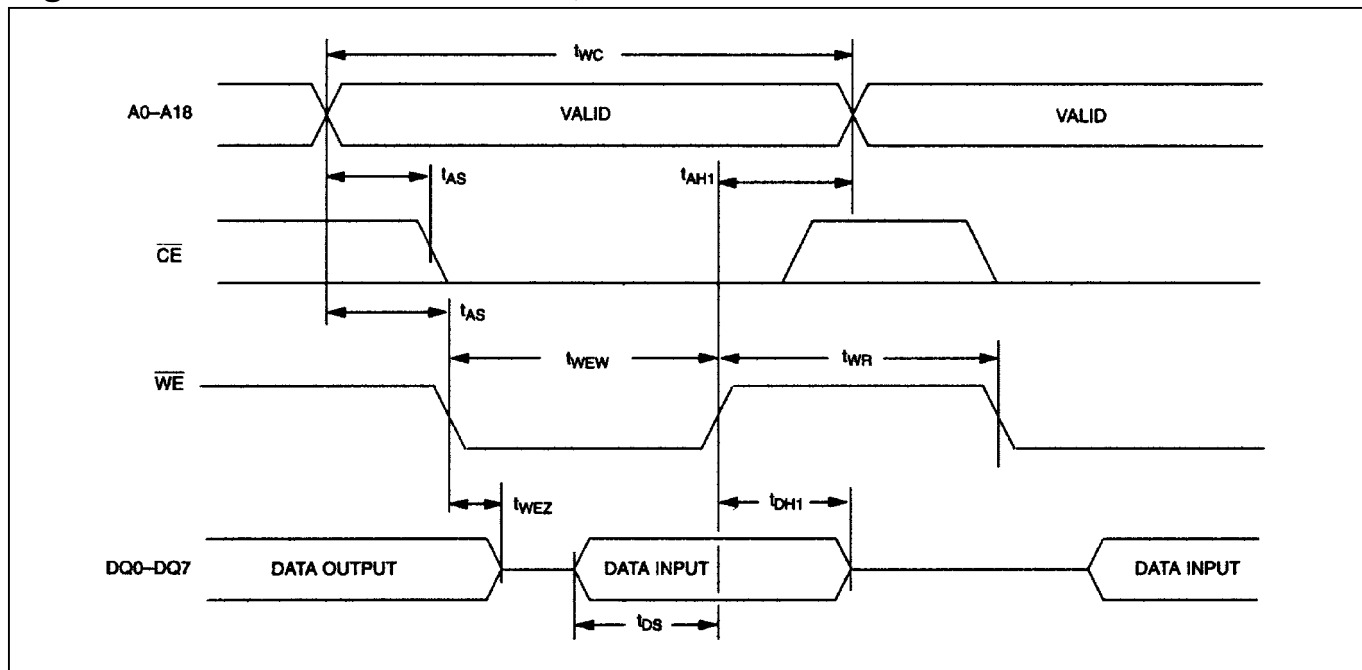 tWC
A0–A18
VALID
VALID
tAS
tAH1
CE
tAS
tWEW
tWR
WE
tWEZ
tDH1
DQ0–DQ7
DATA OUTPUT
DATA INPUT
DATA INPUT
tDS